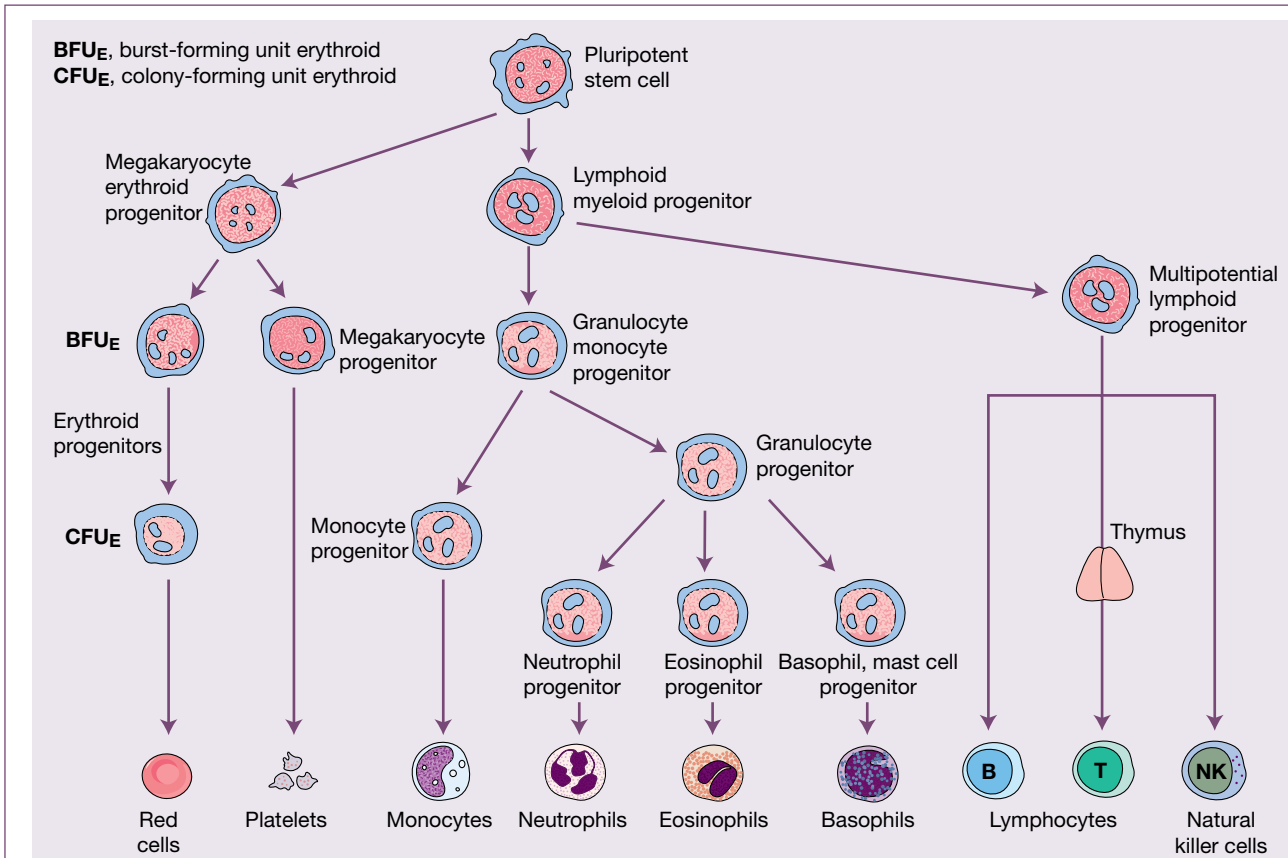 BFUE, burst-forming unit erythroid
CFUE, colony-forming unit erythroid
Pluripotent
stem cell
Megakaryocyte
erythroid
progenitor
Lymphoid
myeloid progenitor
Multipotential
lymphoid
progenitor
BFUE
Megakaryocyte
progenitor
Granulocyte
monocyte
progenitor
Erythroid
progenitors
Granulocyte
progenitor
CFUE
Monocyte
progenitor
Thymus
Neutrophil
progenitor
Eosinophil
progenitor
Basophil, mast cell
progenitor
B
T
NK
Red
cells
Platelets
Monocytes
Neutrophils
Eosinophils
Basophils
Lymphocytes
Natural
killer cells